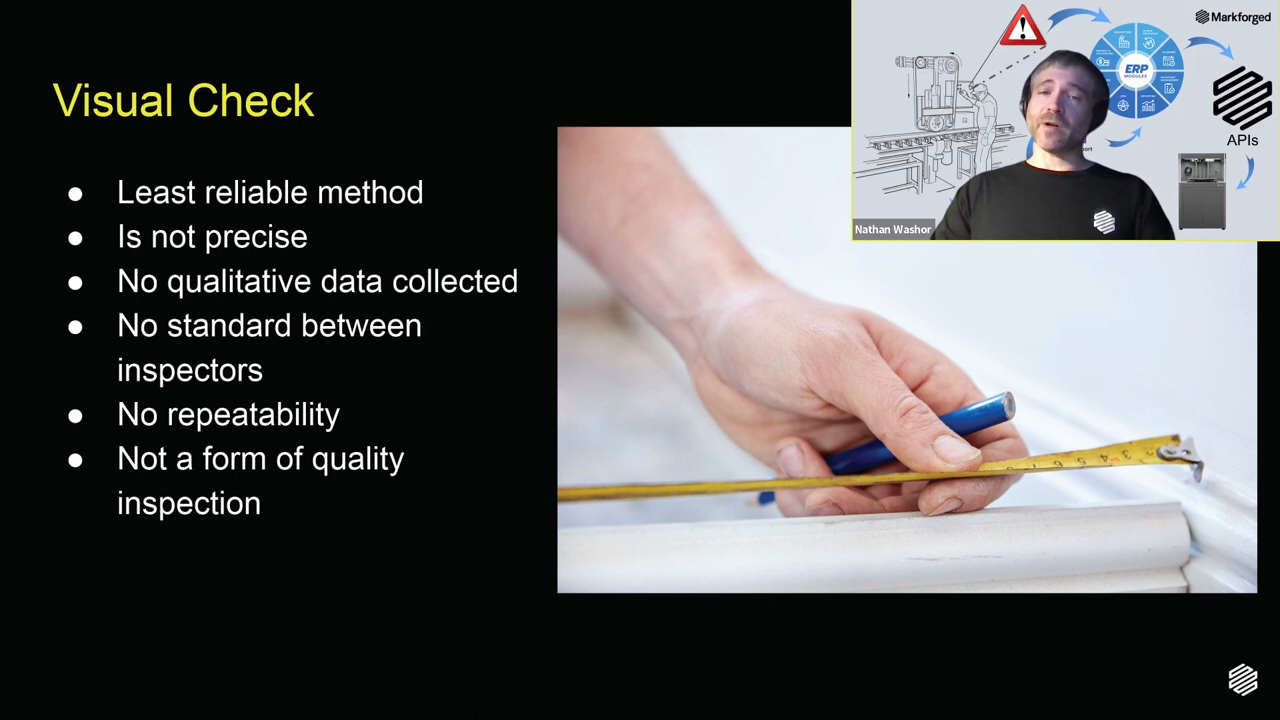 Visual Check
● Least reliable method
● Is not precise
● No qualitative data collected
● No standard between
inspectors
● No repeatability
● Not a form of quality
inspection
Markforged
ERP
MODULES
APIs
Nathan Washor